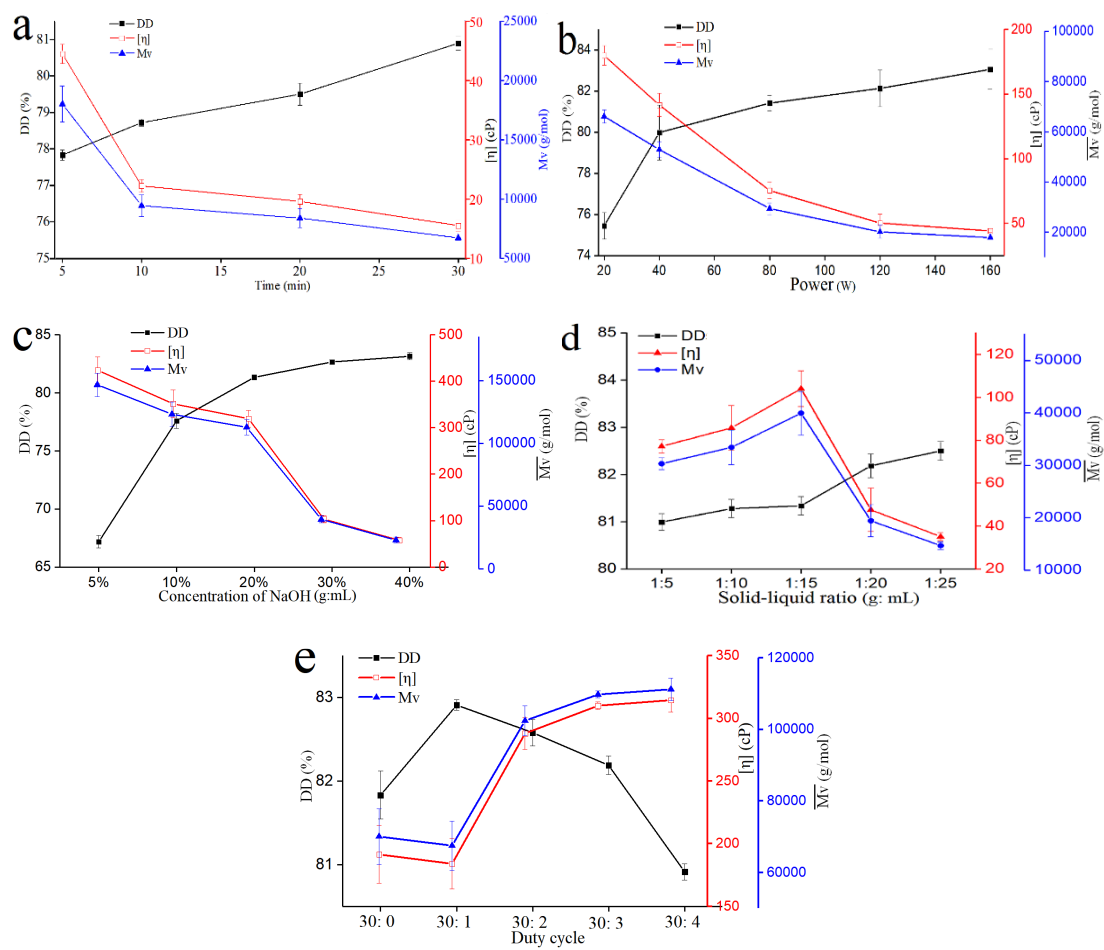 a
DD
[η]
Mv
81
80
79
78
77
76
75
DD (%)
5
10
20
30
Time (min)
50
40
30
20
10
[η] (cP)
25000
20000
15000
10000
5000
Mv (g/mol)
b
DD
[η]
Mv
84
82
80
78
76
74
DD (%)
20
40
60
80
100
120
140
160
Power (W)
200
150
100
50
0
[η] (cP)
100000
80000
60000
40000
20000
Mv (g/mol)
c
DD
[η]
Mv
85
80
75
70
65
DD (%)
5%
10%
20%
30%
40%
Concentration of NaOH (g:mL)
500
400
300
200
100
0
[η] (cP)
150000
100000
50000
0
Mv (g/mol)
d
DD
[η]
Mv
85
84
83
82
81
80
DD (%)
1:5
1:10
1:15
1:20
1:25
Solid-liquid ratio (g: mL)
120
100
80
60
40
20
[η] (cP)
50000
40000
30000
20000
10000
Mv (g/mol)
e
DD
[η]
Mv
83
82
81
DD (%)
30: 0
30: 1
30: 2
30: 3
30: 4
Duty cycle
350
300
250
200
150
[η] (cP)
120000
100000
80000
60000
Mv (g/mol)